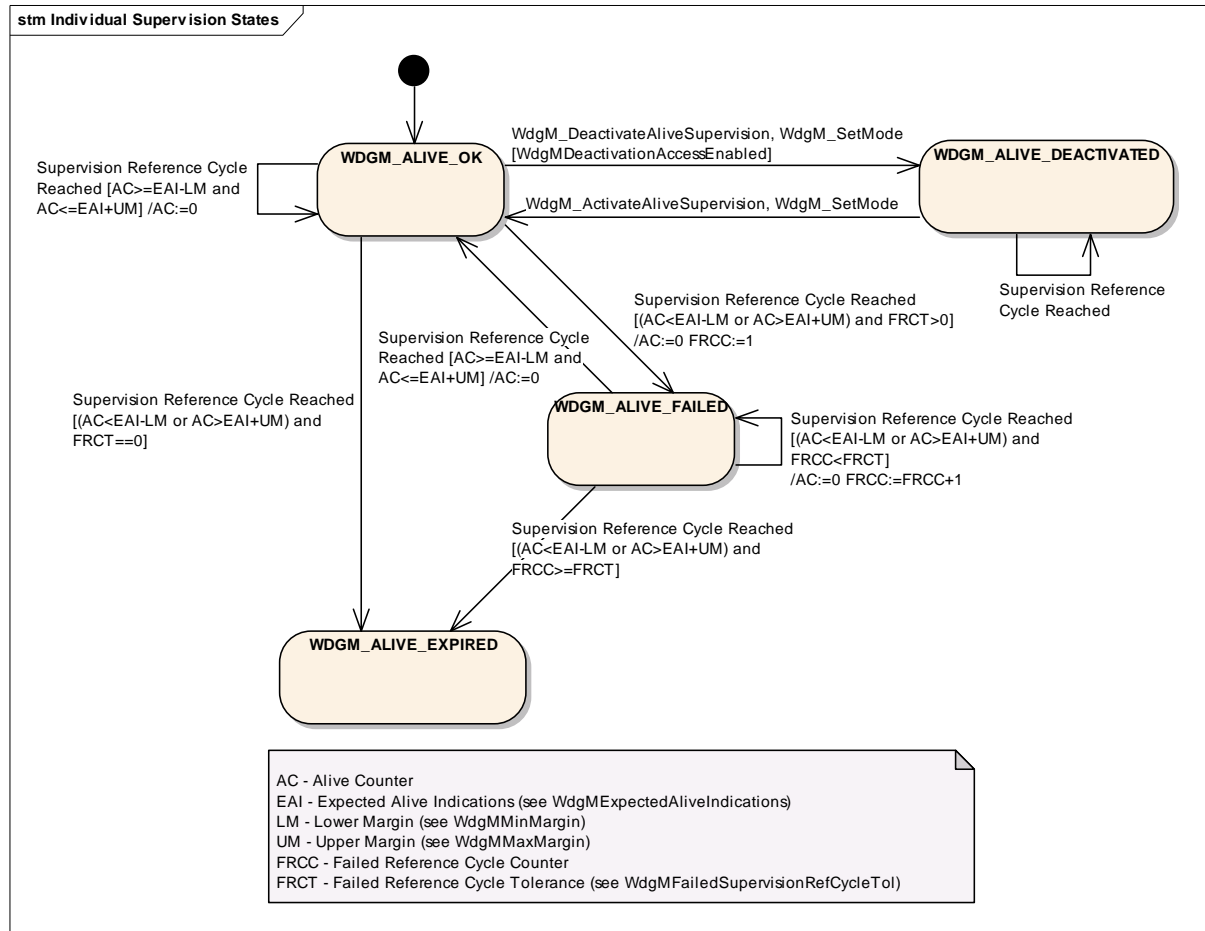 stm Individual Supervision States
WDGM_ALIVE_OK
WdgM_DeactivateAliveSupervision, WdgM_SetMode
[WdgMDeactivationAccessEnabled]
WDGM_ALIVE_DEACTIVATED
Supervision Reference Cycle
Reached [AC>=EAI-LM and
AC<=EAI+UM] /AC:=0
WdgM_ActivateAliveSupervision, WdgM_SetMode
Supervision Reference
Cycle Reached
Supervision Reference Cycle Reached
[(AC<EAI-LM or AC>EAI+UM) and FRCT>0]
/AC:=0 FRCC:=1
Supervision Reference Cycle
Reached [AC>=EAI-LM and
AC<=EAI+UM] /AC:=0
Supervision Reference Cycle Reached
[(AC<EAI-LM or AC>EAI+UM) and
FRCT==0]
WDGM_ALIVE_FAILED
Supervision Reference Cycle Reached
[(AC<EAI-LM or AC>EAI+UM) and
FRCC<FRCT]
/AC:=0 FRCC:=FRCC+1
Supervision Reference Cycle Reached
[(AC<EAI-LM or AC>EAI+UM) and
FRCC>=FRCT]
WDGM_ALIVE_EXPIRED
AC - Alive Counter
EAI - Expected Alive Indications (see WdgMExpectedAliveIndications)
LM - Lower Margin (see WdgMMinMargin)
UM - Upper Margin (see WdgMMaxMargin)
FRCC - Failed Reference Cycle Counter
FRCT - Failed Reference Cycle Tolerance (see WdgMFailedSupervisionRefCycleTol)